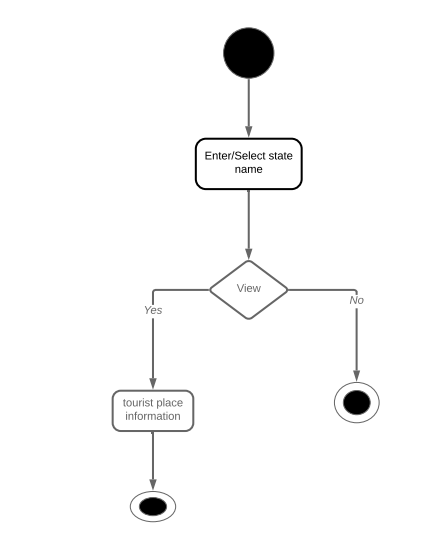 Enter/Select state
name
View
Yes
No
tourist place
information